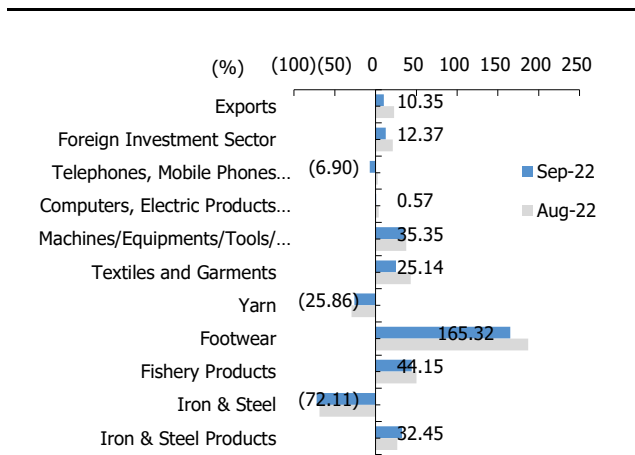 (%) (100)(50) 0 50 100 150 200 250
Exports 10.35
Foreign Investment Sector 12.37
Telephones, Mobile Phones... (6.90)
Sep-22
Computers, Electric Products... 0.57
Aug-22
Machines/Equipments/Tools/... 35.35
Textiles and Garments 25.14
Yarn (25.86)
Footwear 165.32
Fishery Products 44.15
Iron & Steel (72.11)
Iron & Steel Products 32.45